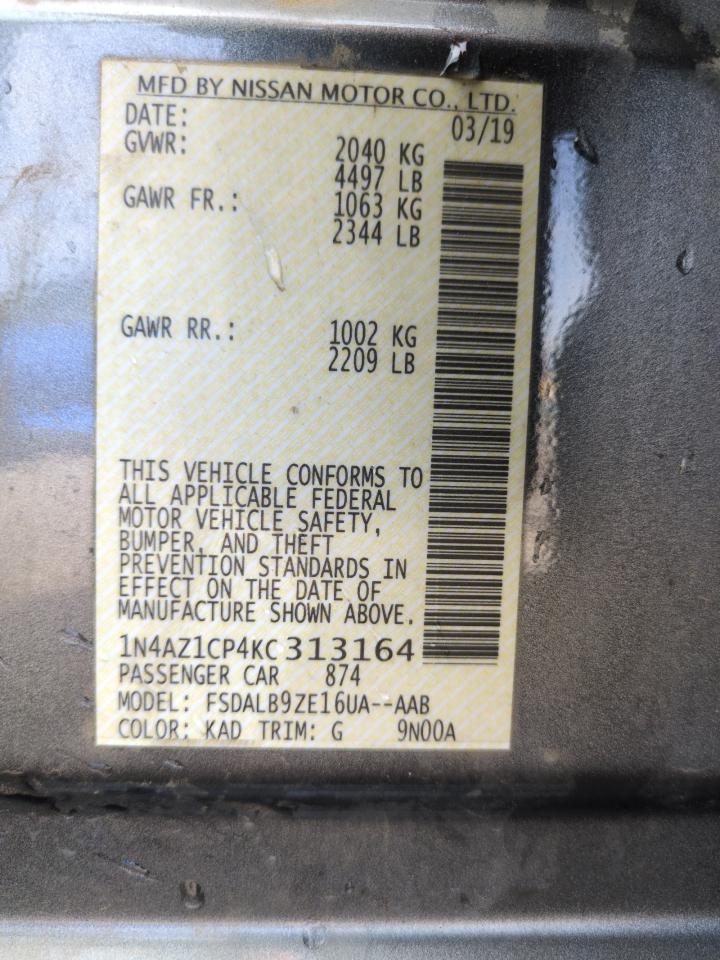 MFD BY NISSAN MOTOR CO., LTD.
DATE: 03/19
GVWR: 2040 KG
4497 LB
GAWR FR.: 1063 KG
2344 LB
GAWR RR.: 1002 KG
2209 LB
THIS VEHICLE CONFORMS TO
ALL APPLICABLE FEDERAL
MOTOR VEHICLE SAFETY,
BUMPER, AND THEFT
PREVENTION STANDARDS IN
EFFECT ON THE DATE OF
MANUFACTURE SHOWN ABOVE.
1N4AZ1CP4KC313164
PASSENGER CAR 874
MODEL: FSDALB9ZE16UA--AAB
COLOR: KAD TRIM: G 9N00A